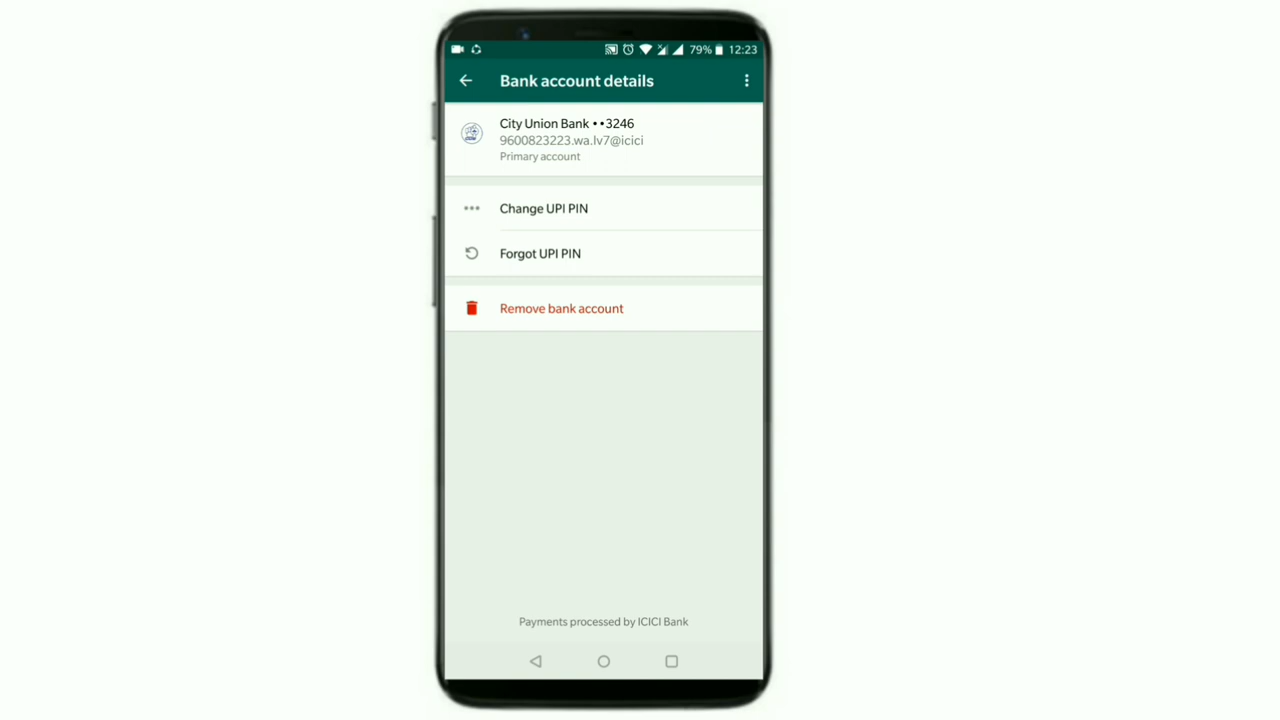 79% 12:23
Bank account details
City Union Bank ••3246
9600823223.wa.lv7@icici
Primary account
Change UPI PIN
Forgot UPI PIN
Remove bank account
Payments processed by ICICI Bank